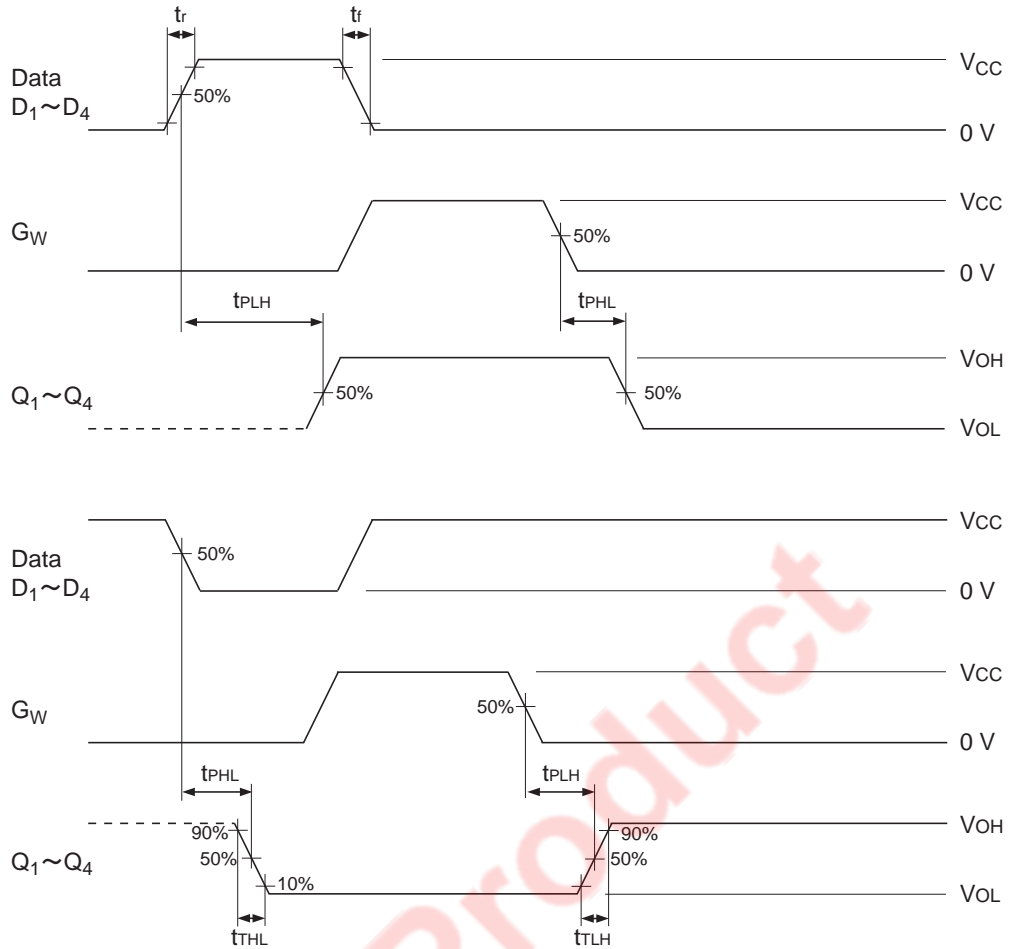 tr tf
Data
D1~D4
50%
VCC
0 V
GW
50%
VCC
0 V
tPLH tPHL
Q1~Q4
50% 50%
VOH
VOL
Data
D1~D4
50%
VCC
0 V
GW
50%
VCC
0 V
tPHL tPLH
Q1~Q4
90% 90%
50% 50%
10%
VOH
VOL
tTHL tTLH
Product